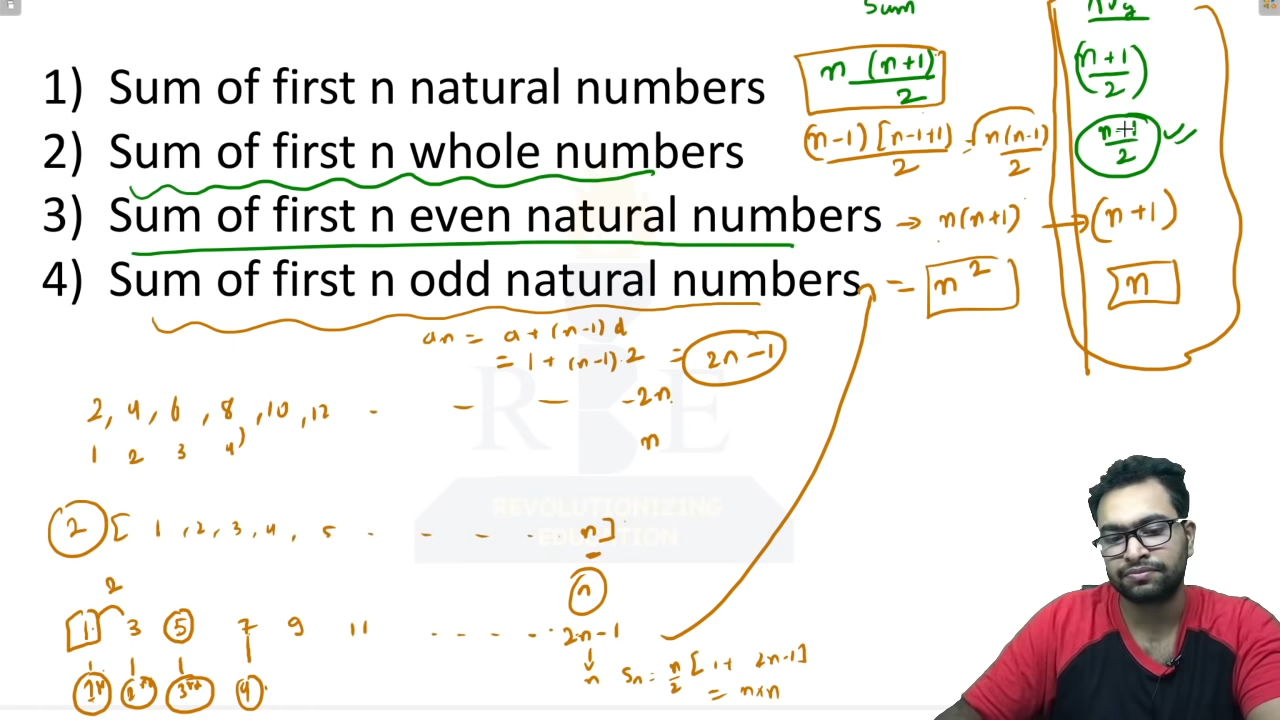 Sum
Avg
1) Sum of first n natural numbers
n (n+1) / 2
(n+1 / 2)
2) Sum of first n whole numbers
(n-1) [n-1+1] / 2 = n(n-1) / 2
3) Sum of first n even natural numbers → n(n+1) → (n+1)
4) Sum of first n odd natural numbers = n²
n
an = a + (n-1) d
= 1 + (n-1) . 2 = 2n-1
2, 4, 6, 8, 10, 12 . - - - 2n
1 2 3 4) n
RBE
REVOLUTIONIZING
EDUCATION
2 [ 1, 2, 3, 4, 5 . - - - . n ]
n
2
1 3 5 7 9 11 . . . . . 2n-1
n Sn = n/2 [1 + 2n-1]
1st 2nd 3rd 4
= n×n